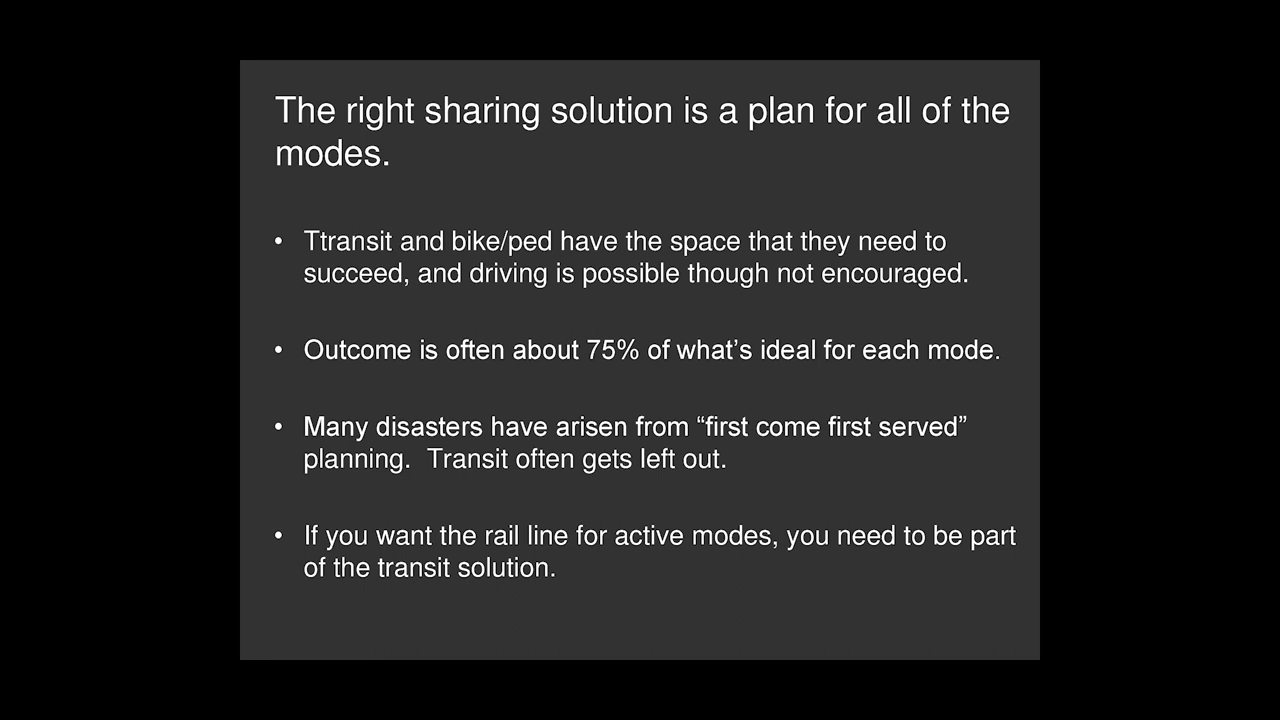 The right sharing solution is a plan for all of the
modes.
• Ttransit and bike/ped have the space that they need to
succeed, and driving is possible though not encouraged.
• Outcome is often about 75% of what’s ideal for each mode.
• Many disasters have arisen from “first come first served”
planning.  Transit often gets left out.
• If you want the rail line for active modes, you need to be part
of the transit solution.